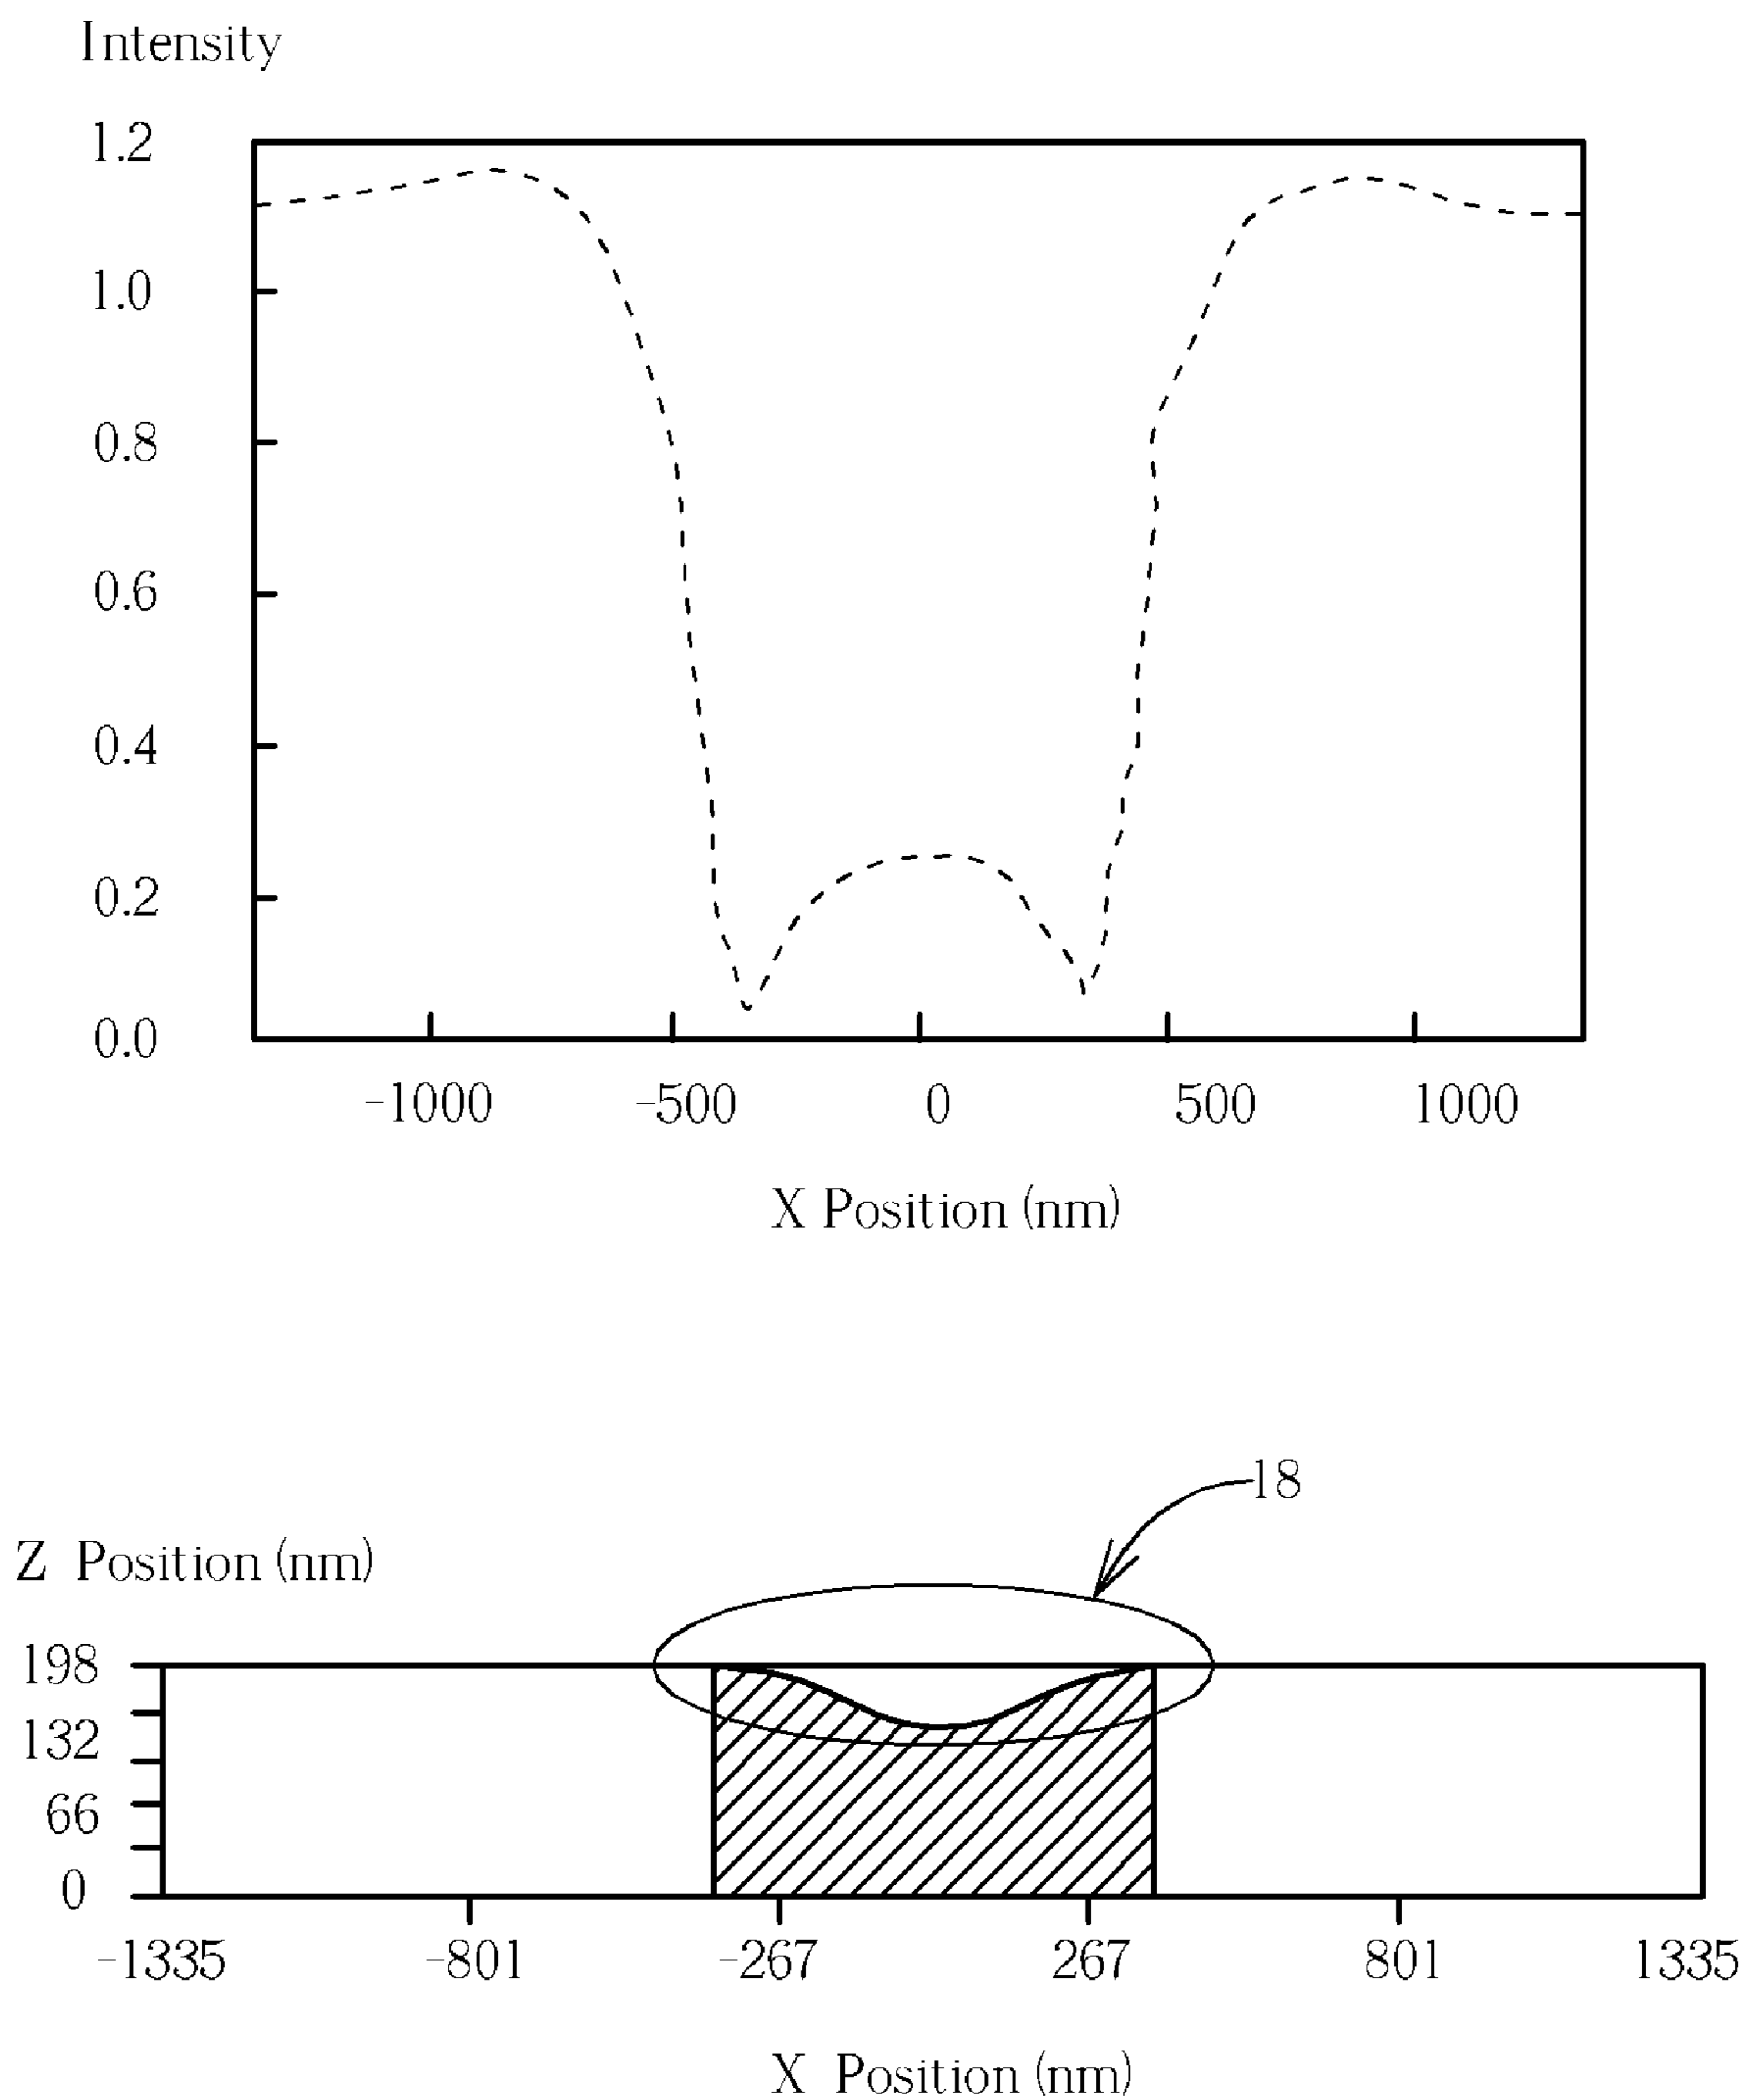 Intensity
1.2
1.0
0.8
0.6
0.4
0.2
0.0
-1000 -500 0 500 1000
X Position (nm)
18
Z Position (nm)
198
132
66
0
-1335 -801 -267 267 801 1335
X Position (nm)